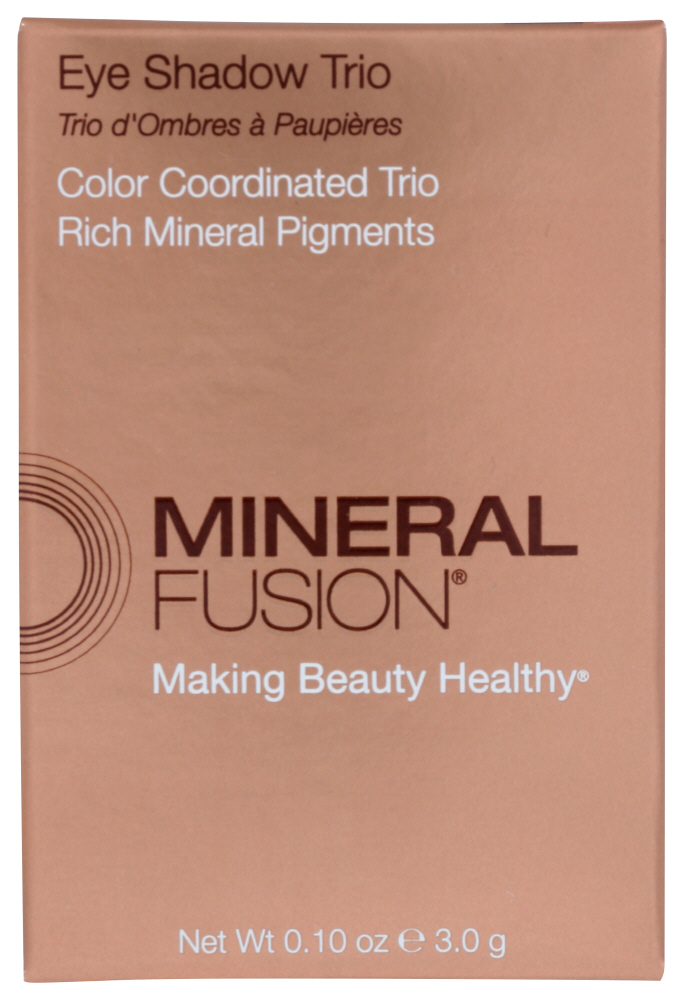 Eye Shadow Trio
Trio d'Ombres à Paupières
Color Coordinated Trio
Rich Mineral Pigments
MINERAL
FUSION®
Making Beauty Healthy®
Net Wt 0.10 oz ℮ 3.0 g